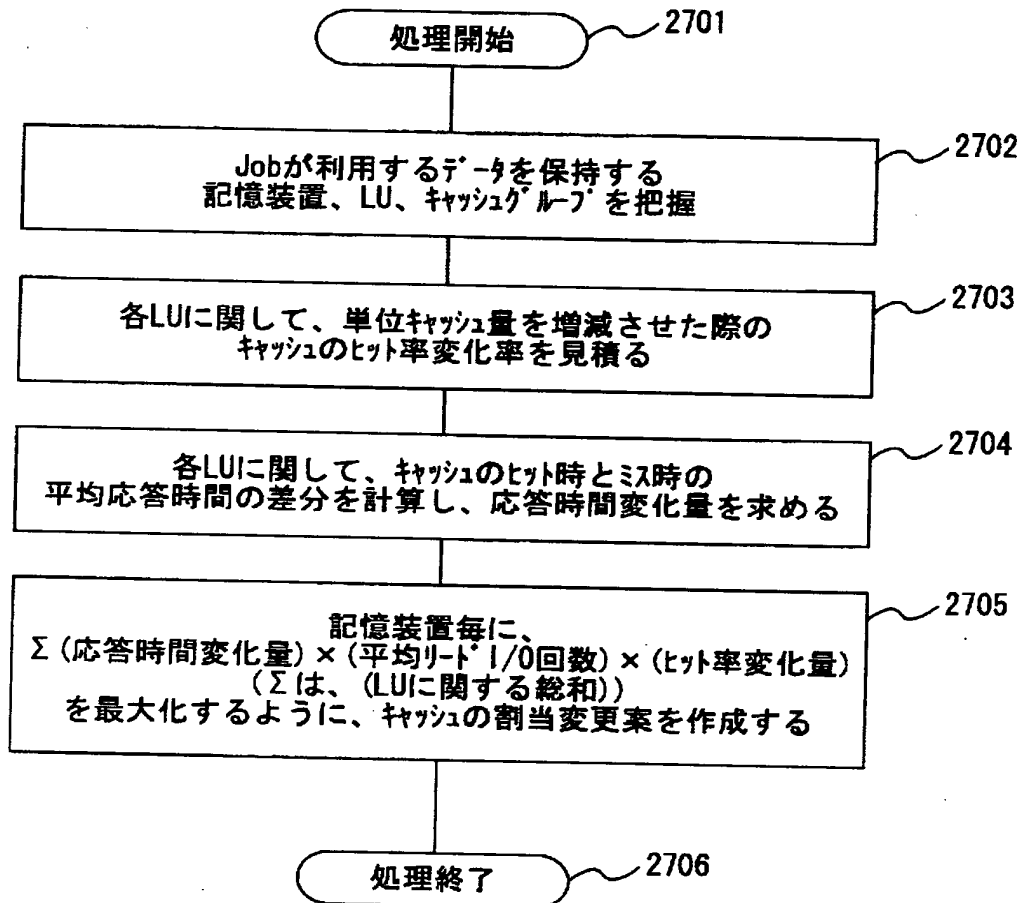 処理開始
2701
Jobが利用するﾃﾞｰﾀを保持する
記憶装置、LU、ｷｬｯｼｭｸﾞﾙｰﾌﾟを把握
2702
各LUに関して、単位ｷｬｯｼｭ量を増減させた際の
ｷｬｯｼｭのﾋｯﾄ率変化率を見積る
2703
各LUに関して、ｷｬｯｼｭのﾋｯﾄ時とﾐｽ時の
平均応答時間の差分を計算し、応答時間変化量を求める
2704
記憶装置毎に、
Σ(応答時間変化量)×(平均ﾘｰﾄﾞI/O回数)×(ﾋｯﾄ率変化量)
(Σは、(LUに関する総和))
を最大化するように、ｷｬｯｼｭの割当変更案を作成する
2705
処理終了
2706